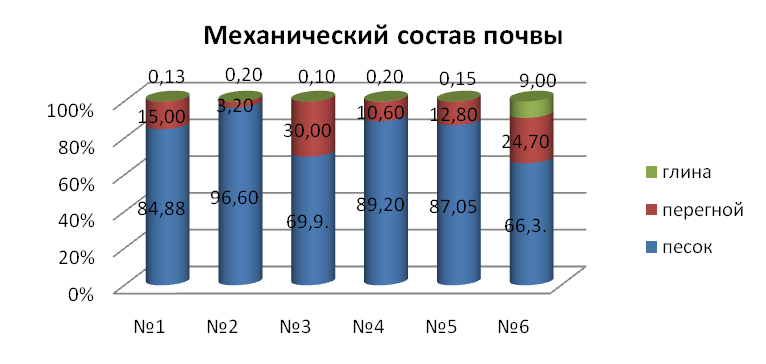 Механический состав почвы
0,13 0,20 0,10 0,20 0,15 9,00
100%
80%
60%
40%
20%
0%
15,00 3,20 30,00 10,60 12,80 24,70
84,88 96,60 69,9. 89,20 87,05 66,3.
№1 №2 №3 №4 №5 №6
глина
перегной
песок